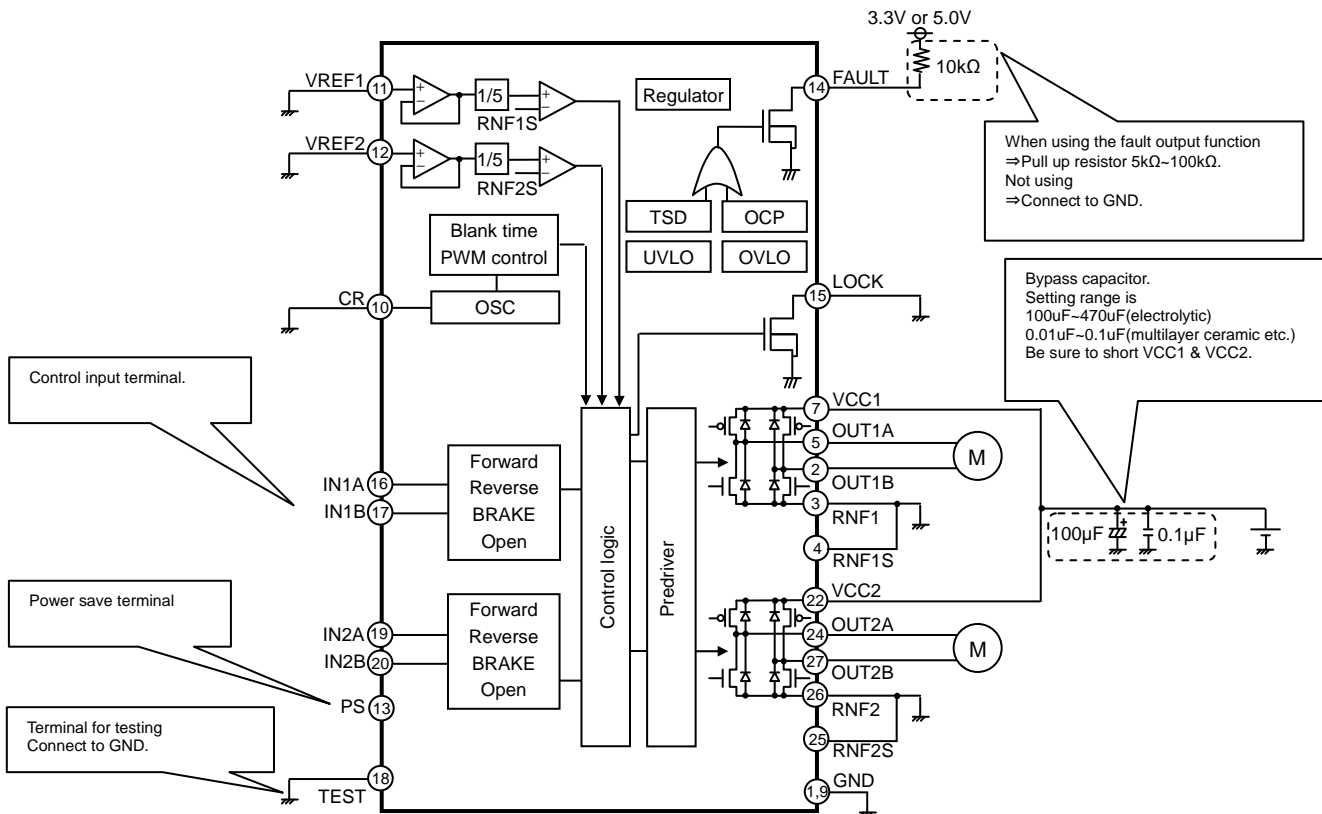 3.3V or 5.0V
10kΩ
VREF1
11
+
−
1/5
+
−
RNF1S
Regulator
14
FAULT
When using the fault output function
⇒Pull up resistor 5kΩ~100kΩ.
Not using
⇒Connect to GND.
VREF2
12
+
−
1/5
+
−
RNF2S
TSD
OCP
UVLO
OVLO
Blank time
PWM control
CR
10
OSC
LOCK
15
Bypass capacitor.
Setting range is
100uF~470uF(electrolytic)
0.01uF~0.1uF(multilayer ceramic etc.)
Be sure to short VCC1 & VCC2.
Control input terminal.
Control logic
Predriver
7
VCC1
5
OUT1A
M
2
OUT1B
3
RNF1
4
RNF1S
IN1A
16
IN1B
17
Forward
Reverse
BRAKE
Open
100µF
+
0.1µF
Power save terminal
22
VCC2
24
OUT2A
M
27
OUT2B
26
RNF2
25
RNF2S
IN2A
19
IN2B
20
Forward
Reverse
BRAKE
Open
PS
13
Terminal for testing
Connect to GND.
18
TEST
1,9
GND